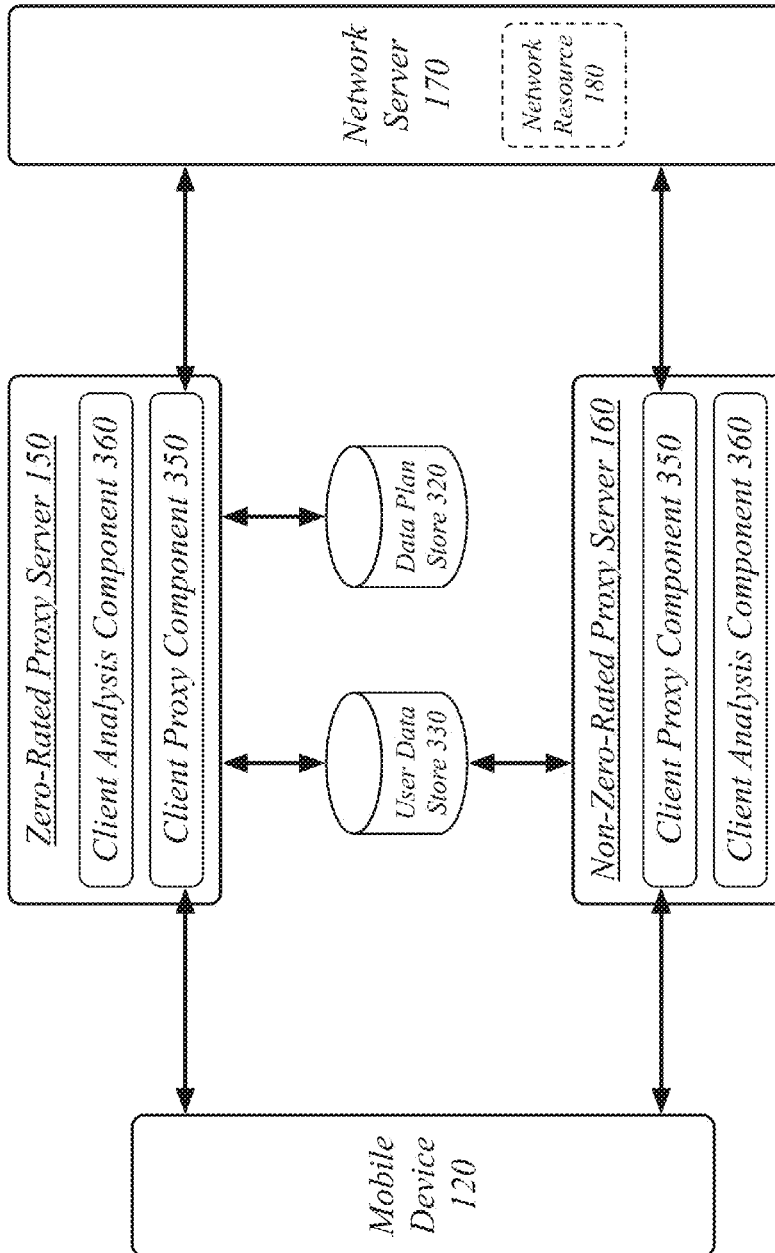 Zero-Rated Proxy Server 150
Client Analysis Component 360
Client Proxy Component 350
Mobile
Device
120
User Data
Store 330
Data Plan
Store 320
Network
Server
170
Network
Resource
180
Non-Zero-Rated Proxy Server 160
Client Proxy Component 350
Client Analysis Component 360